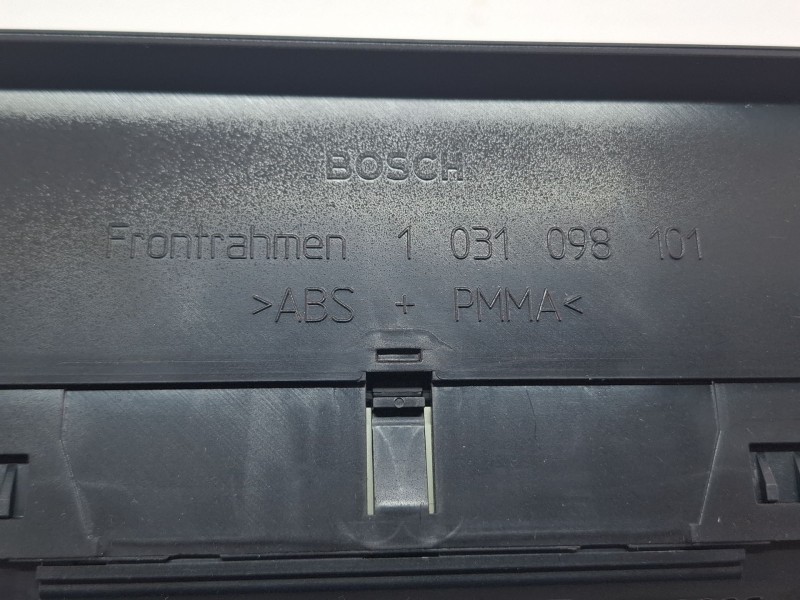 BOSCH
Frontrahmen 1 031 098 101
>ABS + PMMA<